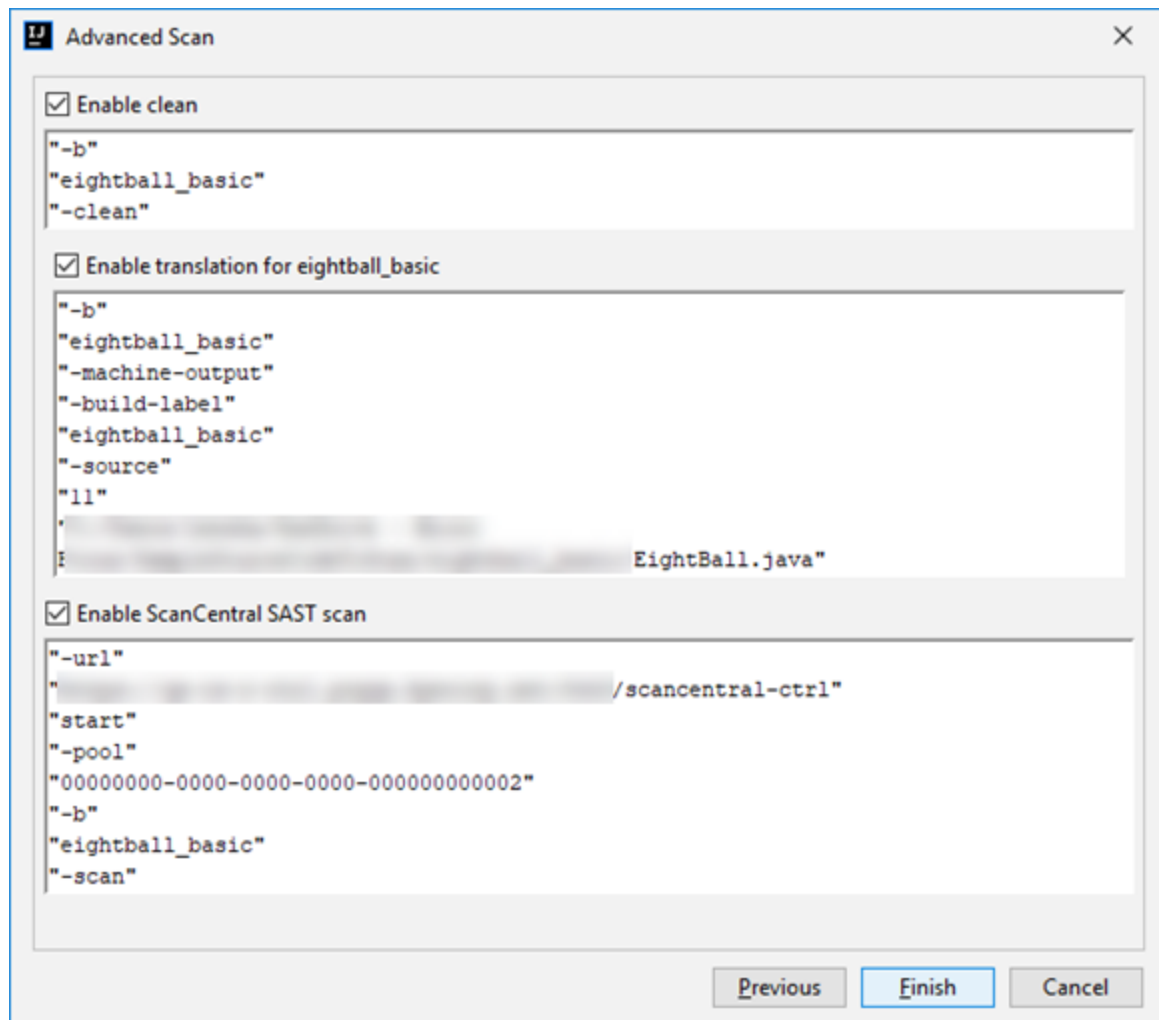 IJ
Advanced Scan
Enable clean
"-b"
"eightball_basic"
"-clean"
Enable translation for eightball_basic
"-b"
"eightball_basic"
"-machine-output"
"-build-label"
"eightball_basic"
"-source"
"11"
"
EightBall.java"
Enable ScanCentral SAST scan
"-url"
" /scancentral-ctrl"
"start"
"-pool"
"00000000-0000-0000-0000-000000000002"
"-b"
"eightball_basic"
"-scan"
Previous Finish Cancel